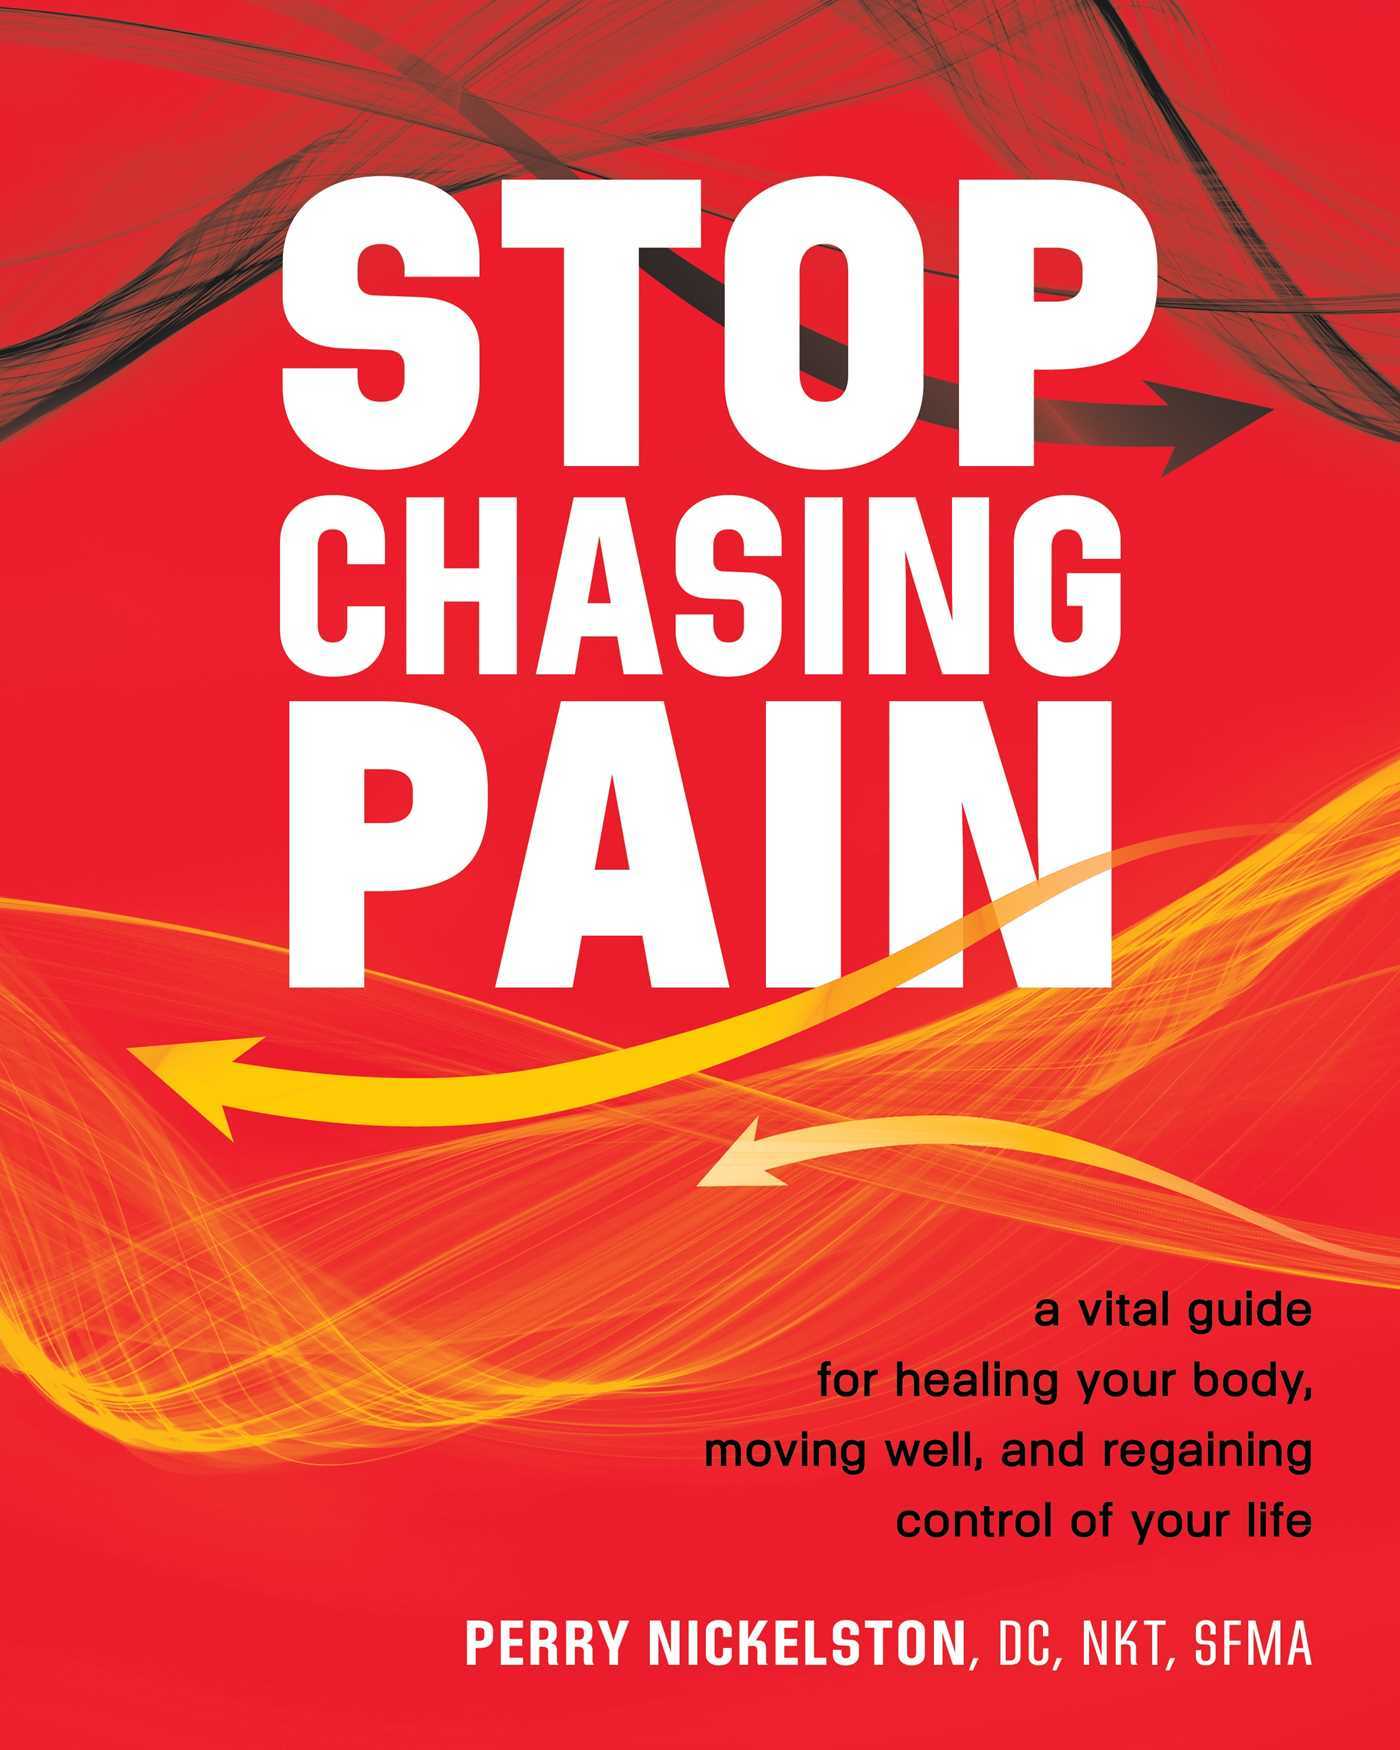 STOP
CHASING
PAIN
a vital guide
for healing your body,
moving well, and regaining
control of your life
PERRY NICKELSTON, DC, NKT, SFMA